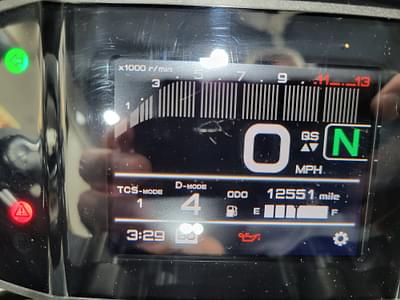 x1000 r/min
1 3 5 7 9 11 13
0 QS N
MPH
TCS-MODE D-MODE ODO 12551 mile
1 4 E F
3:29